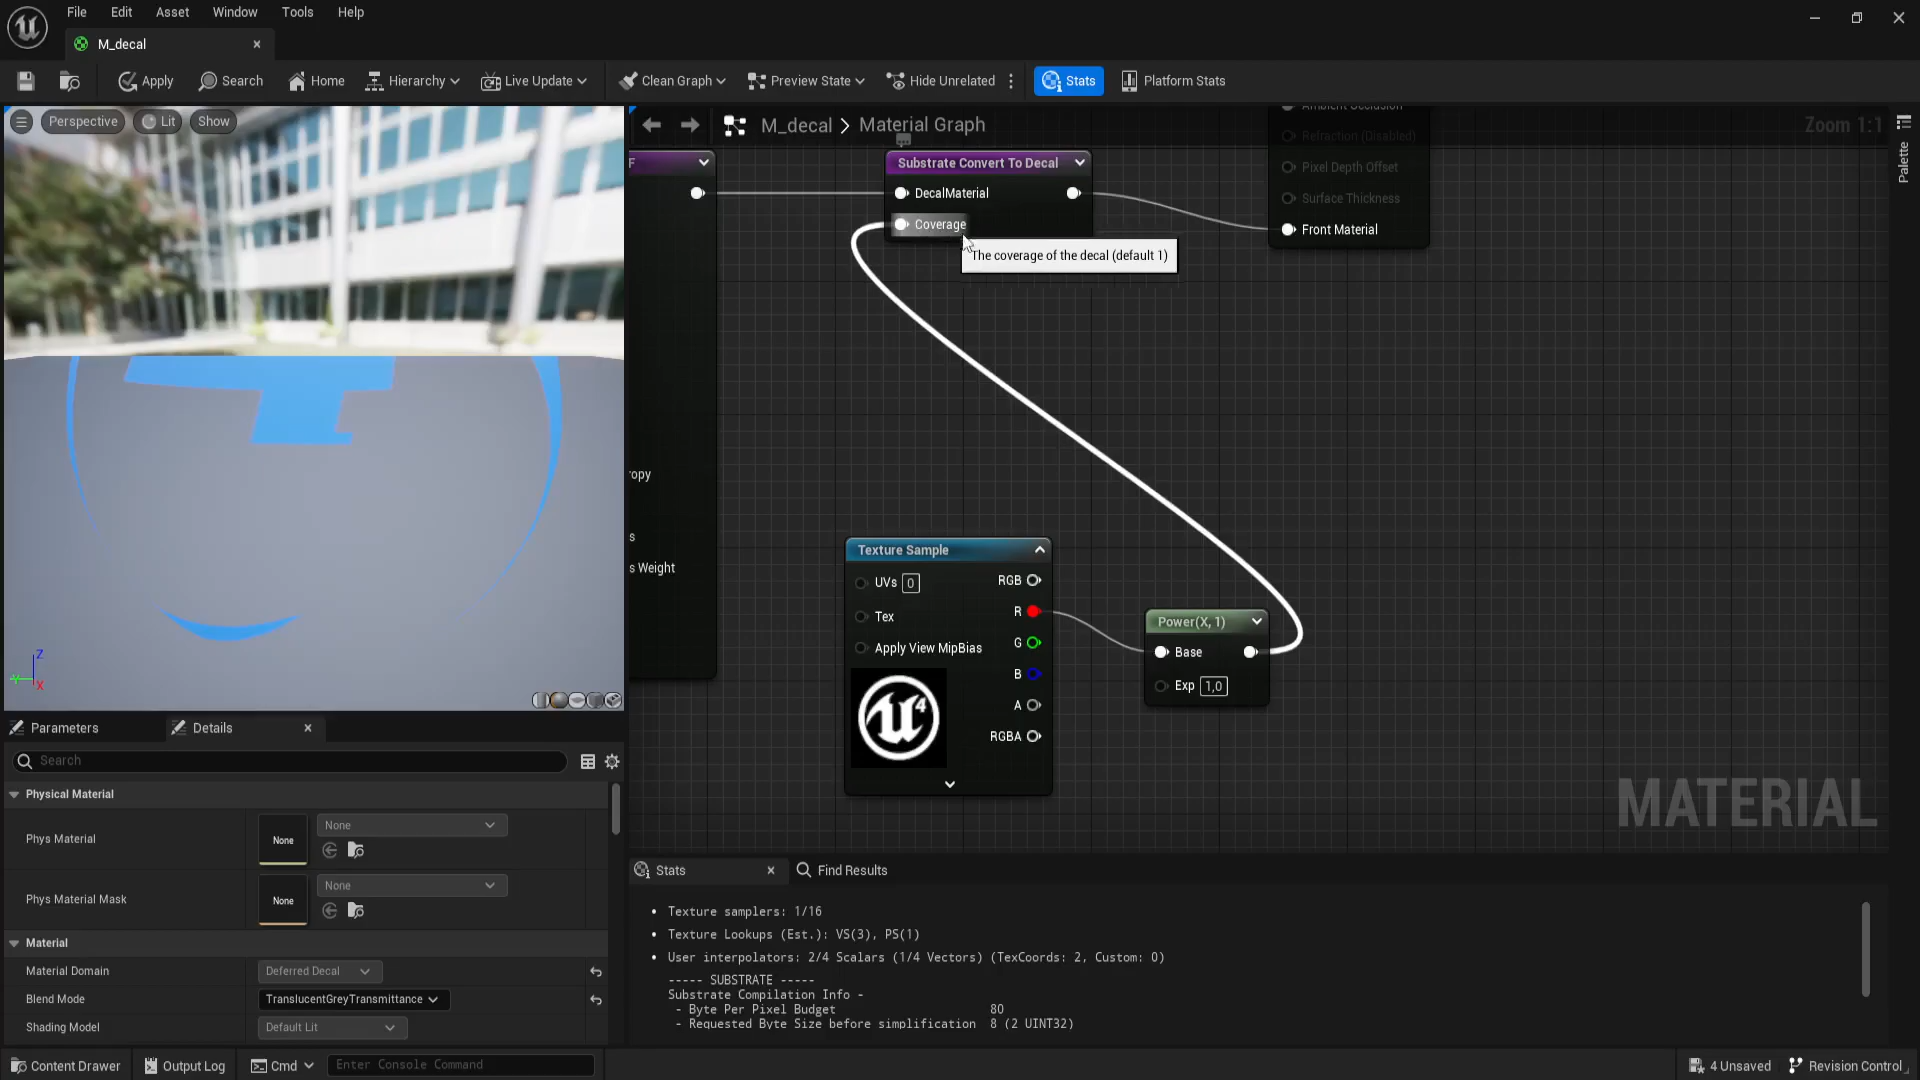 File
Edit
Asset
Window
Tools
Help
M_decal
Apply
Search
Home
Hierarchy
Live Update
Clean Graph
Preview State
Hide Unrelated
Stats
Platform Stats
Perspective
Lit
Show
M_decal
Material Graph
Zoom 1:1
Palette
F
opy
s
s Weight
Substrate Convert To Decal
DecalMaterial
Coverage
The coverage of the decal (default 1)
Ambient Occlusion
Refraction (Disabled)
Pixel Depth Offset
Surface Thickness
Front Material
Texture Sample
UVs 0
RGB
R
Tex
G
Apply View MipBias
B
A
RGBA
4
Power(X, 1)
Base
Exp 1,0
MATERIAL
Z
Y
X
Parameters
Details
Search
Physical Material
Phys Material
None
None
Phys Material Mask
None
None
Material
Material Domain
Deferred Decal
Blend Mode
TranslucentGreyTransmittance
Shading Model
Default Lit
Stats
Find Results
• Texture samplers: 1/16
• Texture Lookups (Est.): VS(3), PS(1)
• User interpolators: 2/4 Scalars (1/4 Vectors) (TexCoords: 2, Custom: 0)
----- SUBSTRATE -----
Substrate Compilation Info -
- Byte Per Pixel Budget 80
- Requested Byte Size before simplification 8 (2 UINT32)
Content Drawer
Output Log
Cmd
Enter Console Command
4 Unsaved
Revision Control